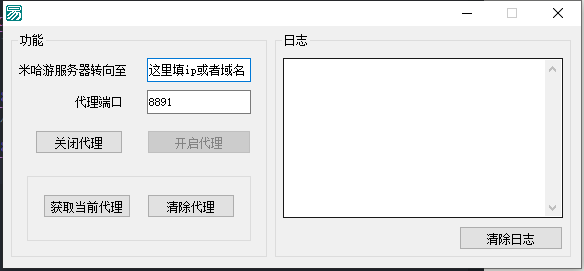 易
功能
米哈游服务器转向至
这里填ip或者域名
代理端口
8891
关闭代理
开启代理
获取当前代理
清除代理
日志
清除日志